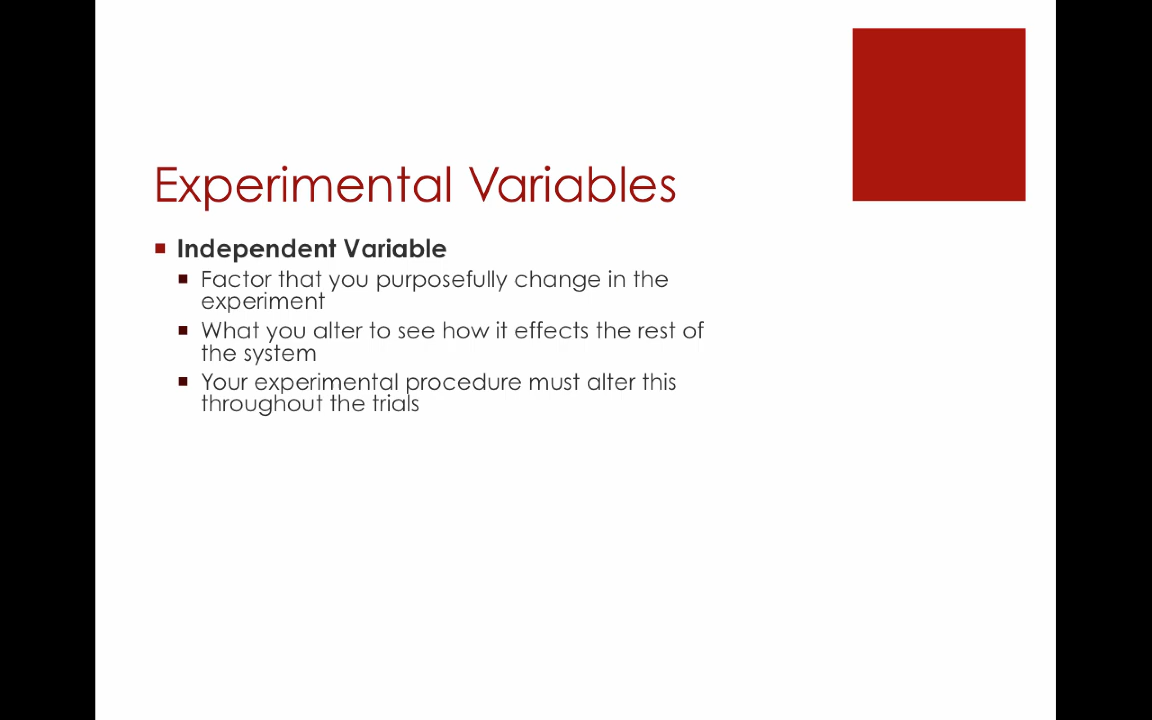 Experimental Variables
Independent Variable
Factor that you purposefully change in the
experiment
What you alter to see how it effects the rest of
the system
Your experimental procedure must alter this
throughout the trials